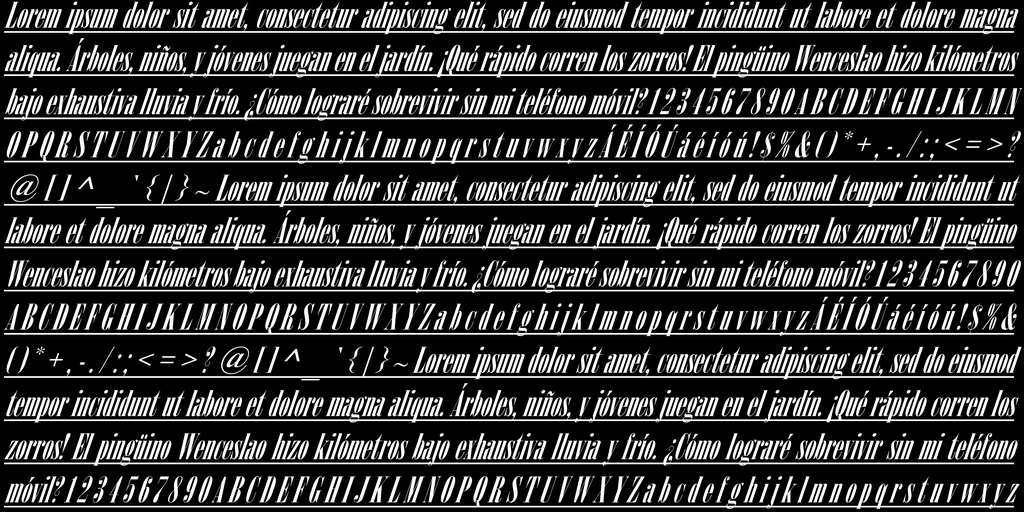 Lorem ipsum dolor sit amet, consectetur adipiscing elit, sed do eiusmod tempor incididunt ut labore et dolore magna
aliqua. Árboles, niños, y jóvenes juegan en el jardín. ¡Qué rápido corren los zorros! El pingüino Wenceslao hizo kilómetros
bajo exhaustiva lluvia y frío. ¿Cómo lograré sobrevivir sin mi teléfono móvil? 1 2 3 4 5 6 7 8 9 0 A B C D E F G H I J K L M N
O P Q R S T U V W X Y Z a b c d e f g h i j k l m n o p q r s t u v w x y z Á É Í Ó Ú á é í ó ú ! $ % & ( ) * + , - . / : ; < = > ?
@ [ ] ^ _ ` { | } ~ Lorem ipsum dolor sit amet, consectetur adipiscing elit, sed do eiusmod tempor incididunt ut
labore et dolore magna aliqua. Árboles, niños, y jóvenes juegan en el jardín. ¡Qué rápido corren los zorros! El pingüino
Wenceslao hizo kilómetros bajo exhaustiva lluvia y frío. ¿Cómo lograré sobrevivir sin mi teléfono móvil? 1 2 3 4 5 6 7 8 9 0
A B C D E F G H I J K L M N O P Q R S T U V W X Y Z a b c d e f g h i j k l m n o p q r s t u v w x y z Á É Í Ó Ú á é í ó ú ! $ % &
( ) * + , - . / : ; < = > ? @ [ ] ^ _ ` { | } ~ Lorem ipsum dolor sit amet, consectetur adipiscing elit, sed do eiusmod
tempor incididunt ut labore et dolore magna aliqua. Árboles, niños, y jóvenes juegan en el jardín. ¡Qué rápido corren los
zorros! El pingüino Wenceslao hizo kilómetros bajo exhaustiva lluvia y frío. ¿Cómo lograré sobrevivir sin mi teléfono
móvil? 1 2 3 4 5 6 7 8 9 0 A B C D E F G H I J K L M N O P Q R S T U V W X Y Z a b c d e f g h i j k l m n o p q r s t u v w x y z